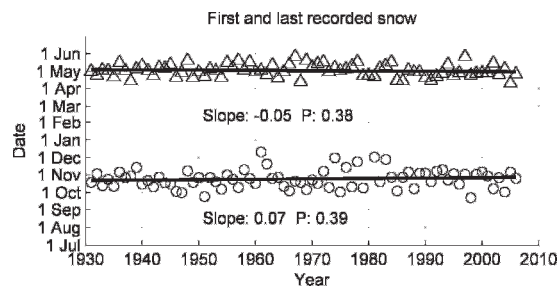 First and last recorded snow
1 Jun
1 May
1 Apr
1 Mar
1 Feb
1 Jan
1 Dec
1 Nov
1 Oct
1 Sep
1 Aug
1 Jul
Date
Slope: -0.05 P: 0.38
Slope: 0.07 P: 0.39
1930 1940 1950 1960 1970 1980 1990 2000 2010
Year